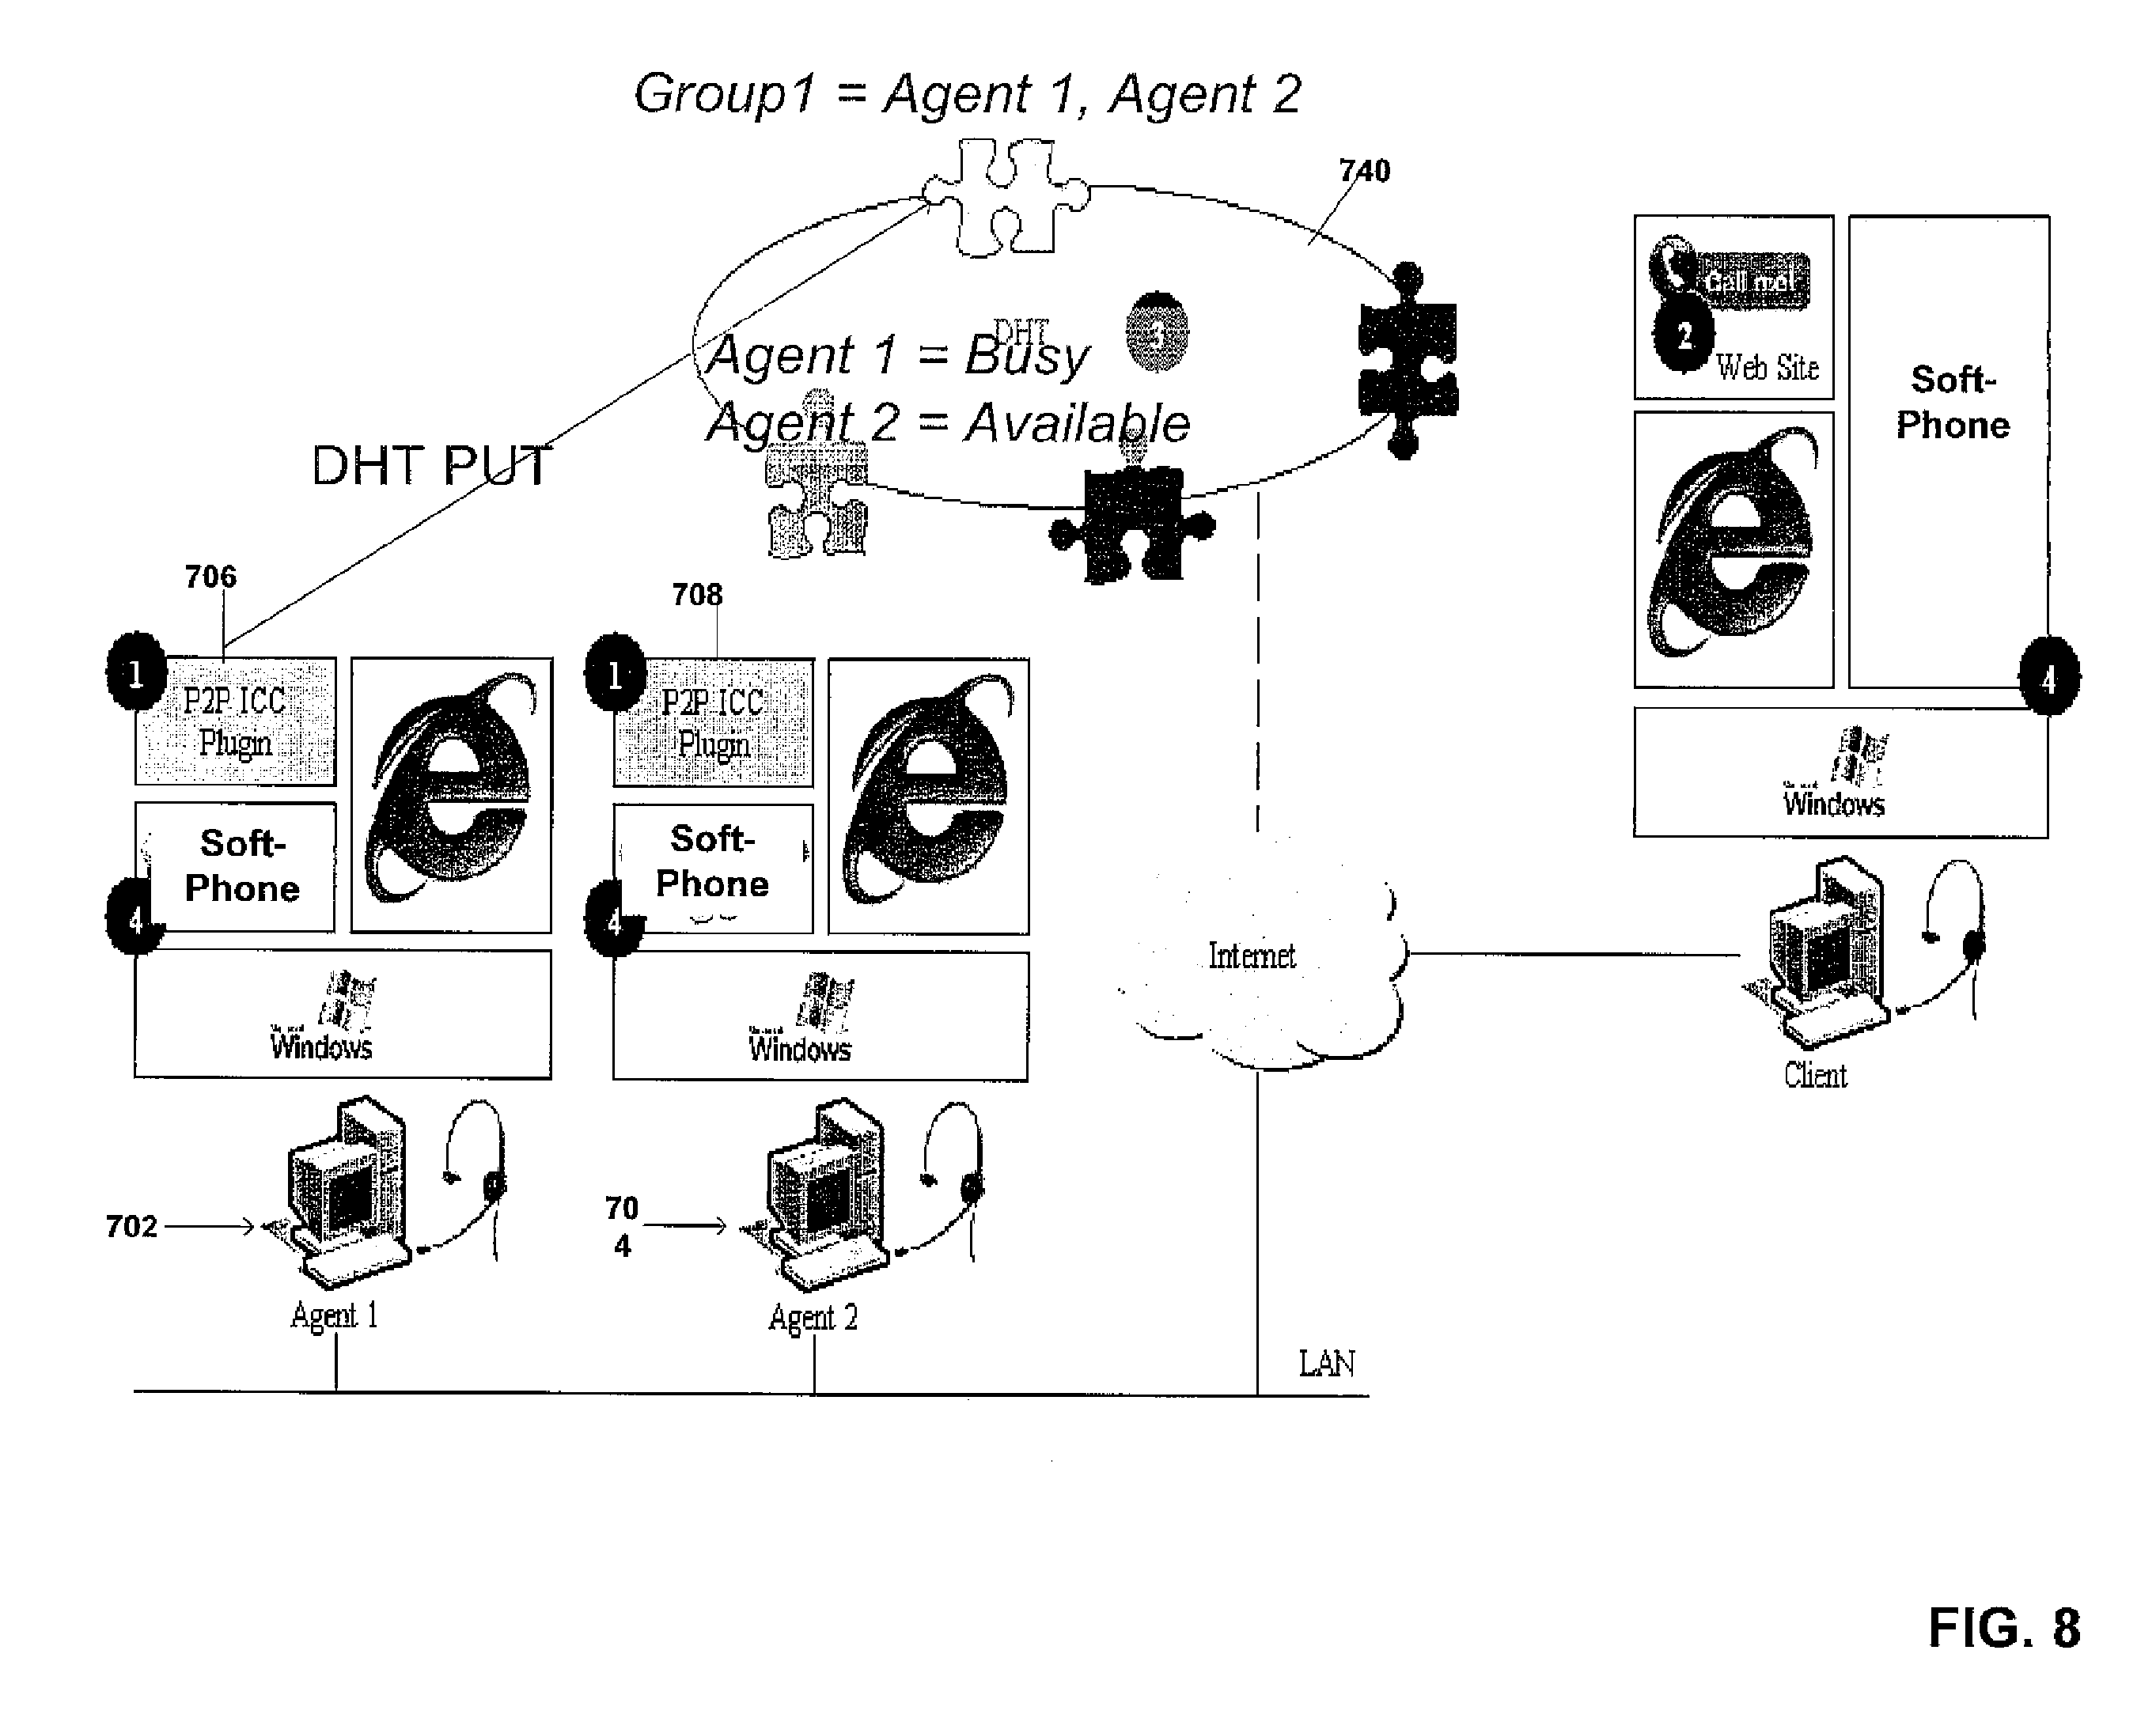 Group1 = Agent 1, Agent 2
740
Call me!
2
Web Site
Soft-
Phone
DHT
3
Agent 1 = Busy
Agent 2 = Available
DHT PUT
706
708
1
P2P ICC
Plugin
1
P2P ICC
Plugin
4
Windows
Soft-
Phone
4
Soft-
Phone
4
Windows
Windows
Internet
Client
702
70
4
Agent 1
Agent 2
LAN
FIG. 8